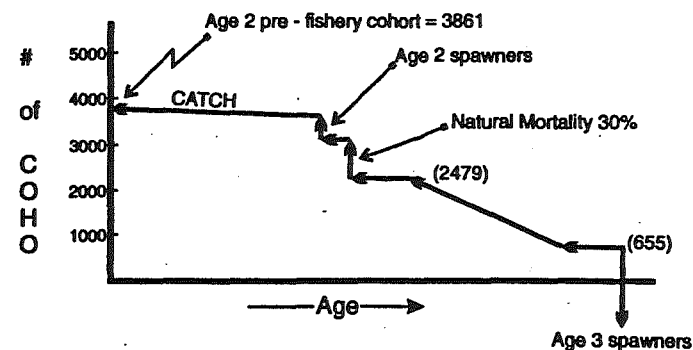 Age 2 pre - fishery cohort = 3861
#
of
C
O
H
O
5000
4000
3000
2000
1000
CATCH
Age 2 spawners
Natural Mortality 30%
(2479)
(655)
Age
Age 3 spawners